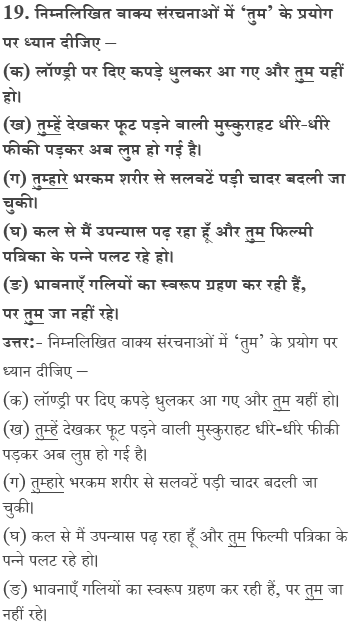 19. निम्नलिखित वाक्य संरचनाओं में ‘तुम’ के प्रयोग
पर ध्यान दीजिए –
(क) लॉण्ड्री पर दिए कपड़े धुलकर आ गए और तुम यहीं
हो।
(ख) तुम्हें देखकर फूट पड़ने वाली मुस्कुराहट धीरे-धीरे
फीकी पड़कर अब लुप्त हो गई है।
(ग) तुम्हारे भरकम शरीर से सलवटें पड़ी चादर बदली जा
चुकी।
(घ) कल से मैं उपन्यास पढ़ रहा हूँ और तुम फिल्मी
पत्रिका के पन्ने पलट रहे हो।
(ङ) भावनाएँ गलियों का स्वरूप ग्रहण कर रही हैं,
पर तुम जा नहीं रहे।
उत्तर:- निम्नलिखित वाक्य संरचनाओं में ‘तुम’ के प्रयोग पर
ध्यान दीजिए –
(क) लॉण्ड्री पर दिए कपड़े धुलकर आ गए और तुम यहीं हो।
(ख) तुम्हें देखकर फूट पड़ने वाली मुस्कुराहट धीरे-धीरे फीकी
पड़कर अब लुप्त हो गई है।
(ग) तुम्हारे भरकम शरीर से सलवटें पड़ी चादर बदली जा
चुकी।
(घ) कल से मैं उपन्यास पढ़ रहा हूँ और तुम फिल्मी पत्रिका के
पन्ने पलट रहे हो।
(ङ) भावनाएँ गलियों का स्वरूप ग्रहण कर रही हैं, पर तुम जा
नहीं रहे।